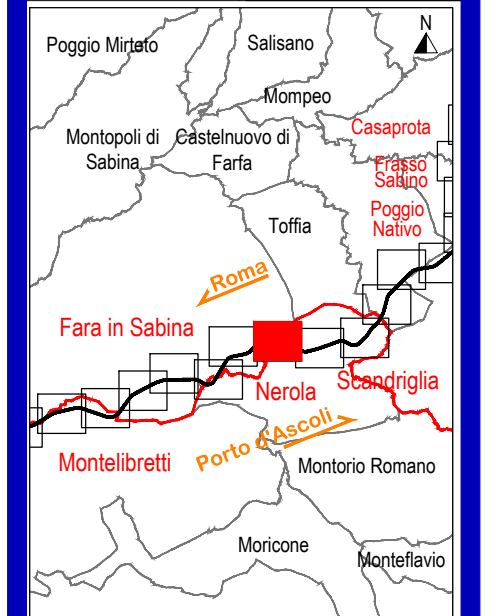 N
Poggio Mirteto
Salisano
Mompeo
Casaprota
Montopoli di
Sabina
Castelnuovo di
Farfa
Frasso
Sabino
Poggio
Nativo
Toffia
Roma
Fara in Sabina
Nerola
Scandriglia
Porto d'Ascoli
Montelibretti
Montorio Romano
Moricone
Monteflavio